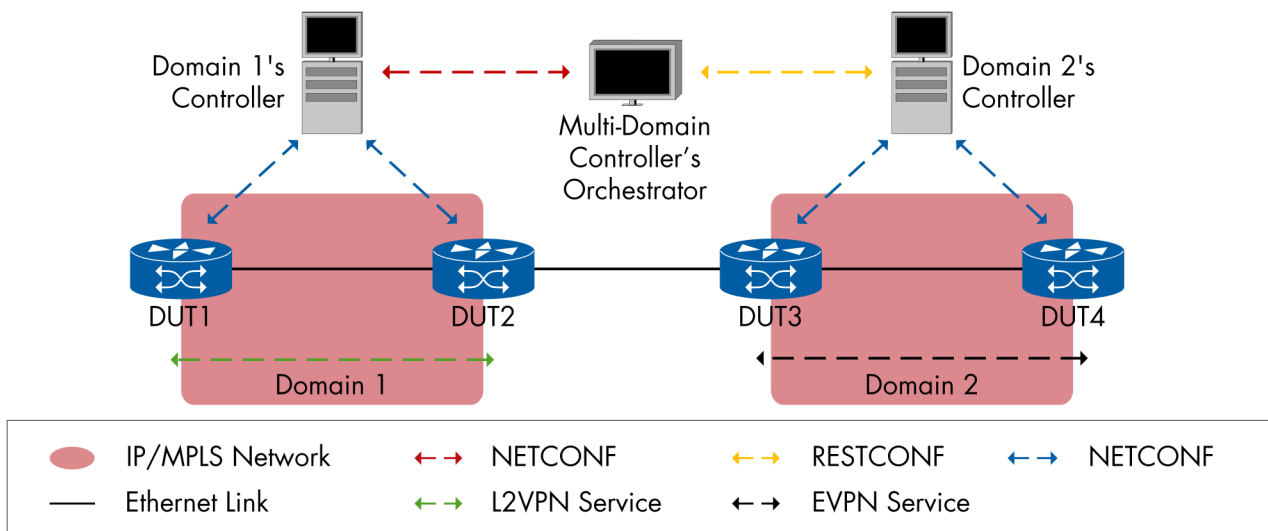 Domain 1's
Controller
Multi-Domain
Controller's
Orchestrator
Domain 2's
Controller
DUT1
DUT2
DUT3
DUT4
Domain 1
Domain 2
IP/MPLS Network
NETCONF
RESTCONF
NETCONF
Ethernet Link
L2VPN Service
EVPN Service